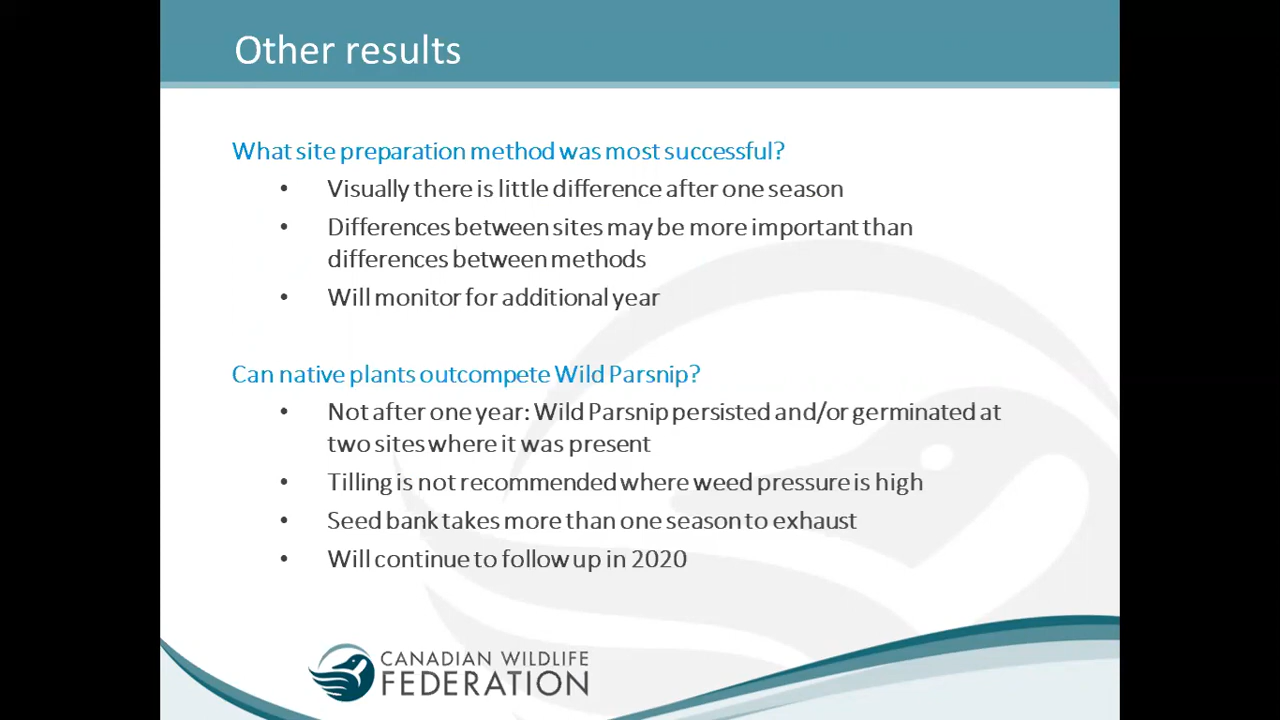 Other results
What site preparation method was most successful?
• Visually there is little difference after one season
• Differences between sites may be more important than
differences between methods
• Will monitor for additional year
Can native plants outcompete Wild Parsnip?
• Not after one year: Wild Parsnip persisted and/or germinated at
two sites where it was present
• Tilling is not recommended where weed pressure is high
• Seed bank takes more than one season to exhaust
• Will continue to follow up in 2020
CANADIAN WILDLIFE
FEDERATION